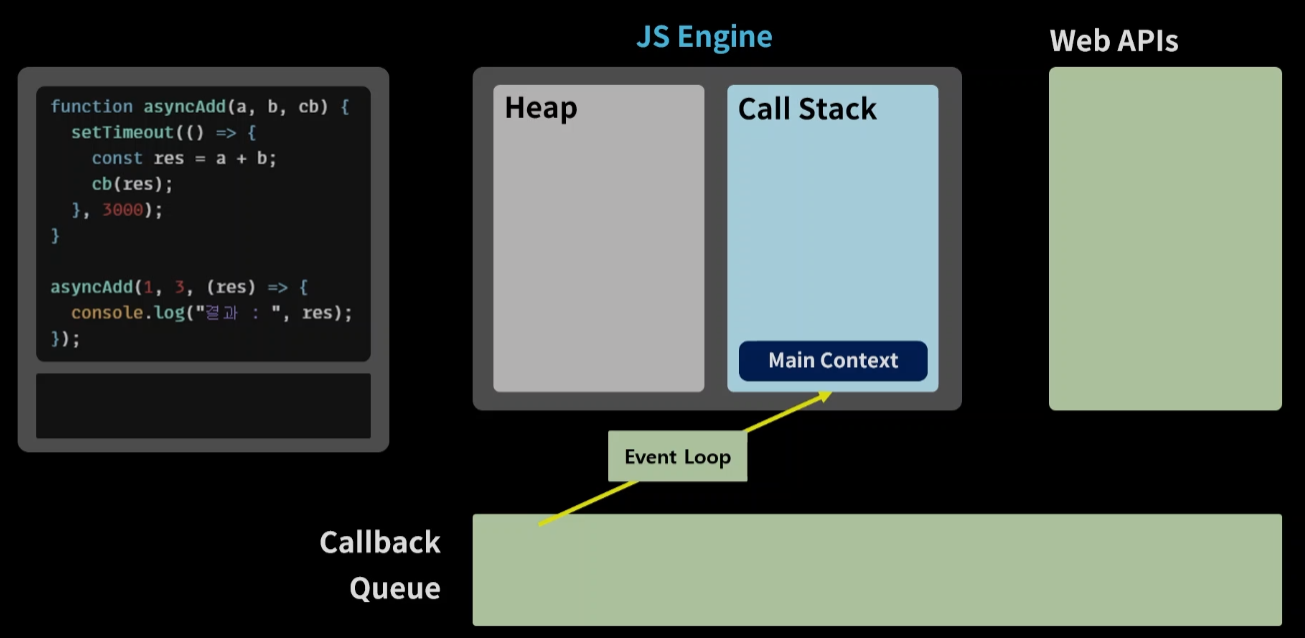 function asyncAdd(a, b, cb) {
  setTimeout(() => {
    const res = a + b;
    cb(res);
  }, 3000);
}
asyncAdd(1, 3, (res) => {
  console.log("결과 : ", res);
});
JS Engine
Heap
Call Stack
Main Context
Web APIs
Event Loop
Callback
Queue